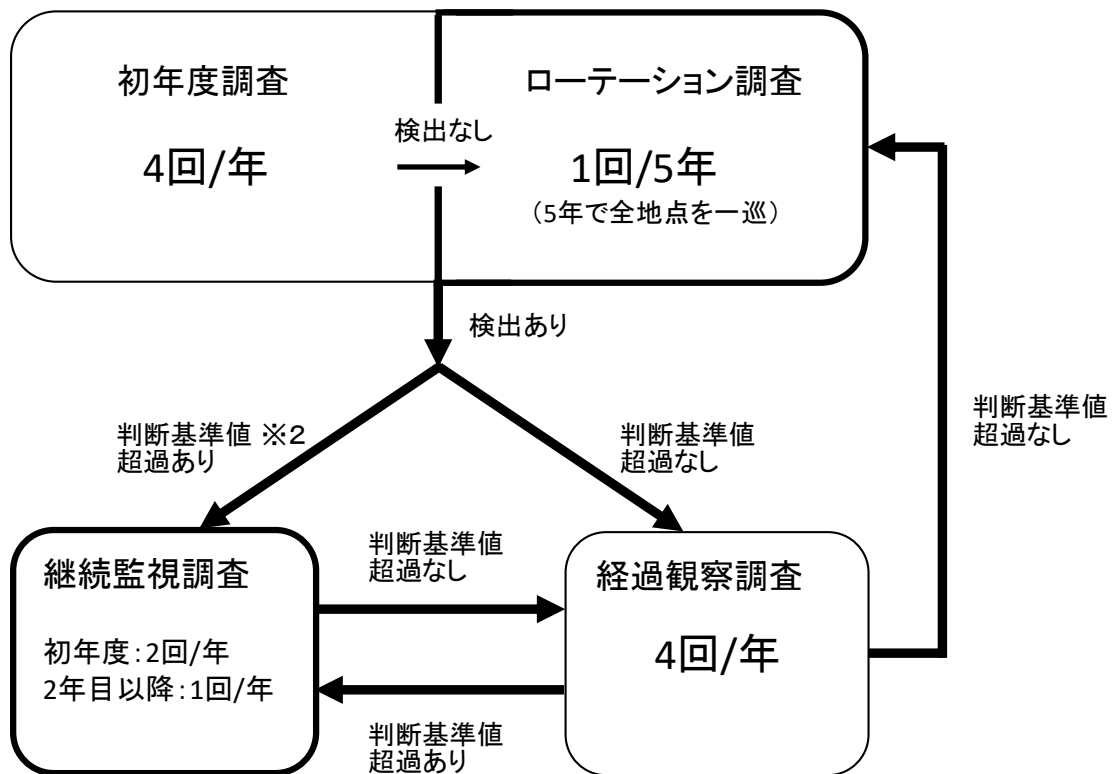 初年度調査
4回/年
検出なし
ローテーション調査
1回/5年
(5年で全地点を一巡)
検出あり
判断基準値 ※2
超過あり
判断基準値
超過なし
判断基準値
超過なし
継続監視調査
初年度:2回/年
2年目以降:1回/年
判断基準値
超過なし
経過観察調査
4回/年
判断基準値
超過あり